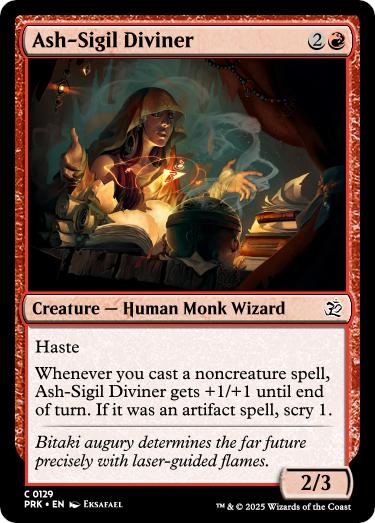 Ash-Sigil Diviner 2
Creature — Human Monk Wizard
Haste
Whenever you cast a noncreature spell,
Ash-Sigil Diviner gets +1/+1 until end
of turn. If it was an artifact spell, scry 1.
Bitaki augury determines the far future
precisely with laser-guided flames.
2/3
C 0129
PRK • EN Eksafael
™ & © 2025 Wizards of the Coast